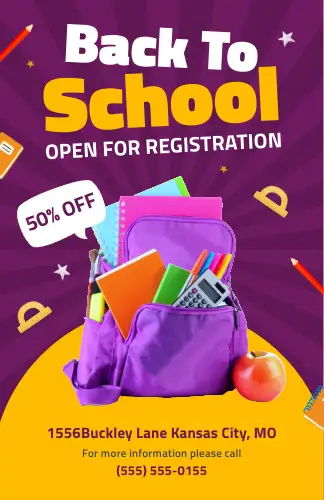 Back To
School
OPEN FOR REGISTRATION
50% OFF
1556Buckley Lane Kansas City, MO
For more information please call
(555) 555-0155